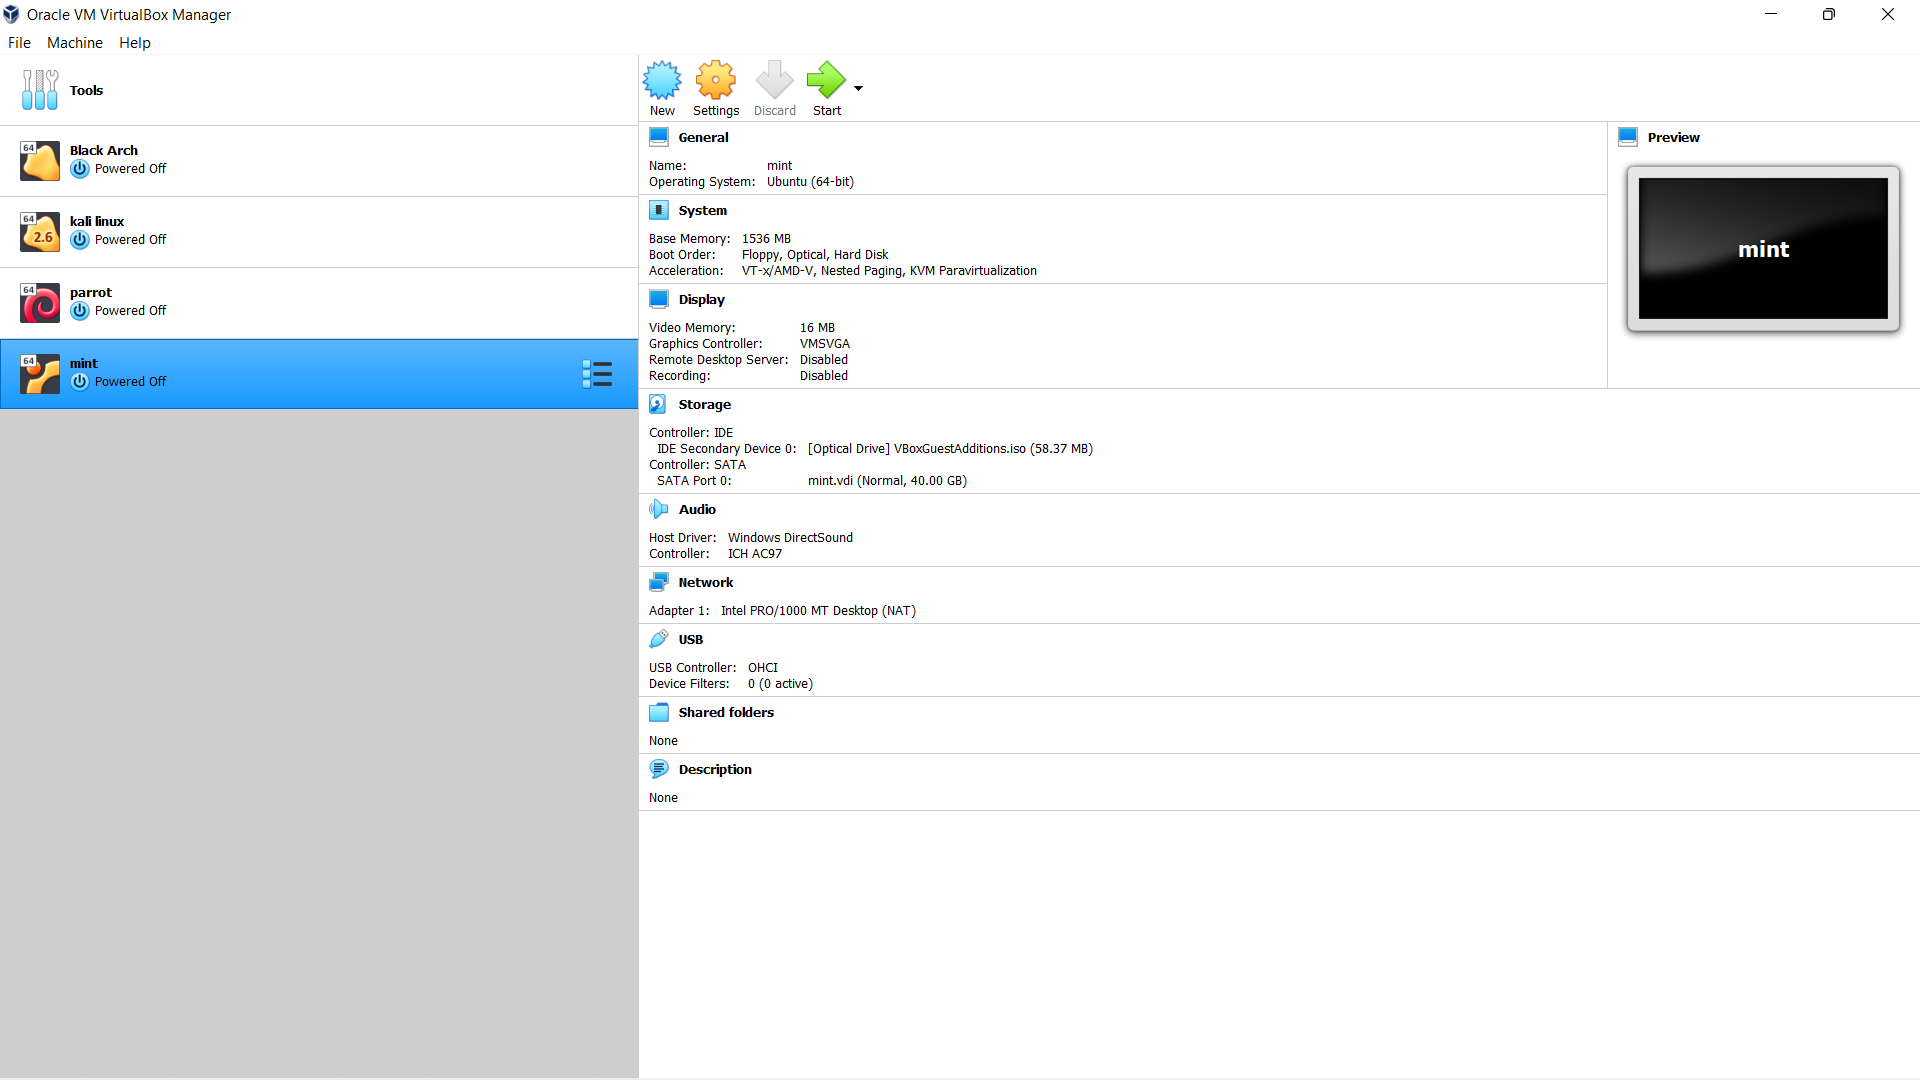 Oracle VM VirtualBox Manager
File Machine Help
Tools
64
Black Arch
Powered Off
64
2.6
kali linux
Powered Off
64
parrot
Powered Off
64
mint
Powered Off
New Settings Discard Start
General
Name: mint
Operating System: Ubuntu (64-bit)
System
Base Memory: 1536 MB
Boot Order: Floppy, Optical, Hard Disk
Acceleration: VT-x/AMD-V, Nested Paging, KVM Paravirtualization
Display
Video Memory: 16 MB
Graphics Controller: VMSVGA
Remote Desktop Server: Disabled
Recording: Disabled
Preview
mint
Storage
Controller: IDE
IDE Secondary Device 0: [Optical Drive] VBoxGuestAdditions.iso (58.37 MB)
Controller: SATA
SATA Port 0: mint.vdi (Normal, 40.00 GB)
Audio
Host Driver: Windows DirectSound
Controller: ICH AC97
Network
Adapter 1: Intel PRO/1000 MT Desktop (NAT)
USB
USB Controller: OHCI
Device Filters: 0 (0 active)
Shared folders
None
Description
None